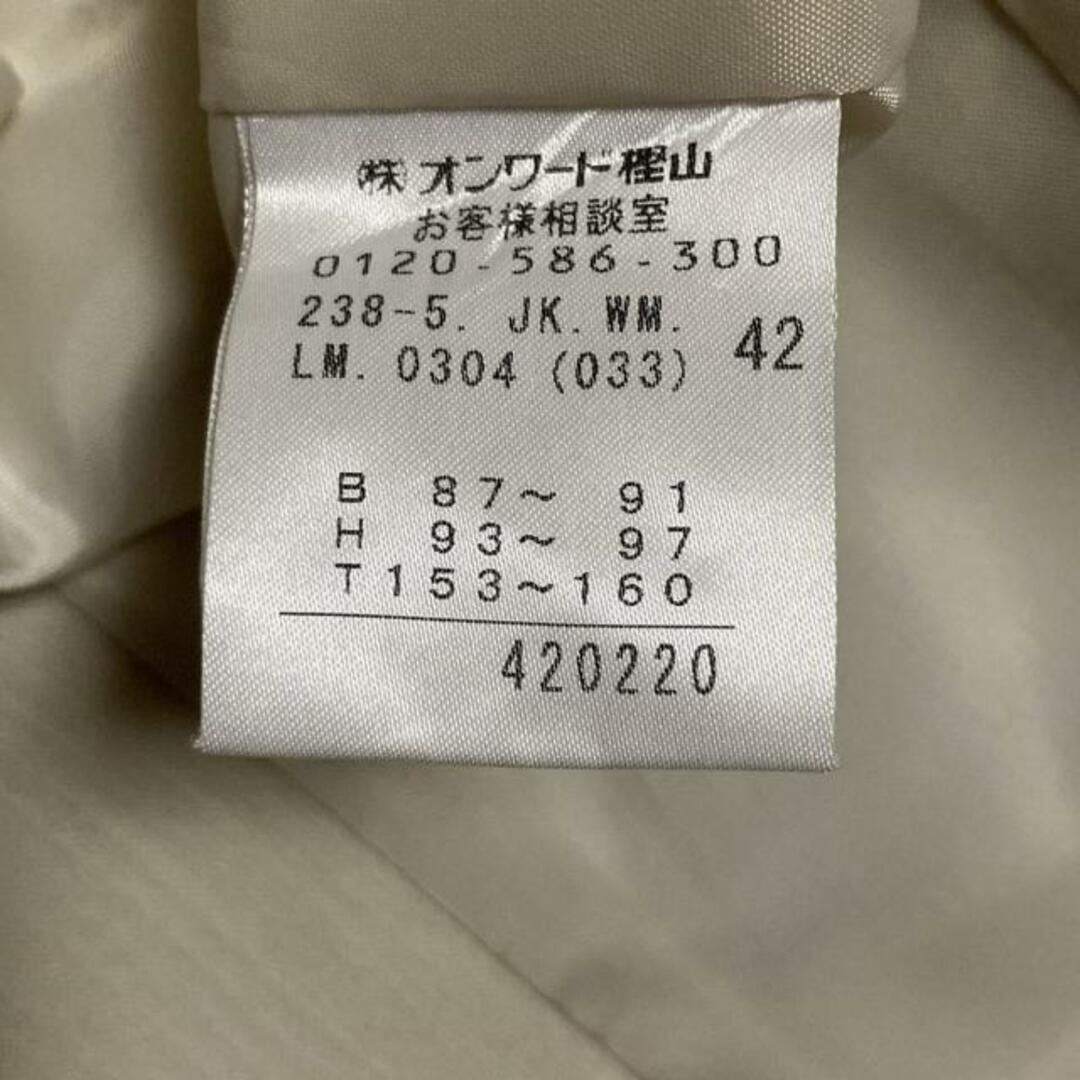 ㈱オンワード樫山
お客様相談室
0120-586-300
238-5. JK. WM.
LM. 0304 (033) 42
B 87～ 91
H 93～ 97
T153～160
420220